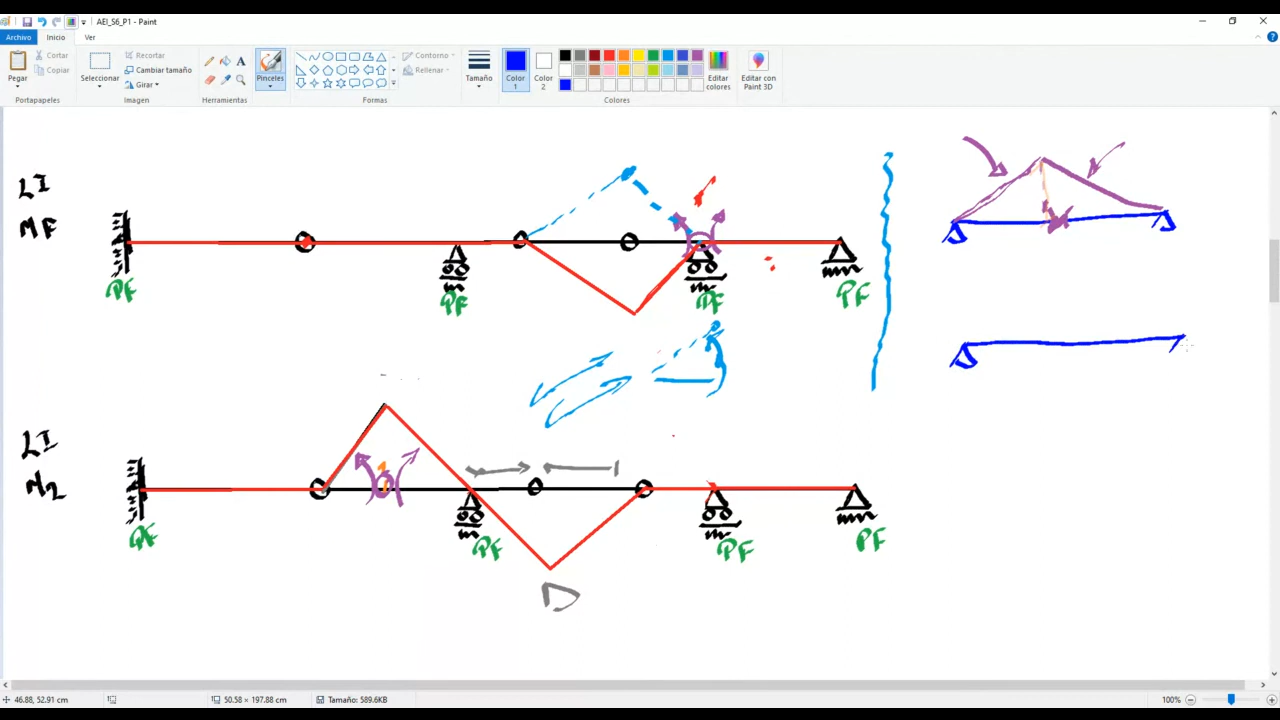 AEI_S6_P1 - Paint
Archivo Inicio Ver
Pegar Cortar Copiar
Portapapeles
Seleccionar Recortar Cambiar tamaño Girar
Imagen
Herramientas
Pinceles
Contorno Rellenar
Formas
Tamaño
Color 1
Color 2
Editar colores
Colores
Editar con Paint 3D
LI
MF
PF PF PF PF
LI
M2
1
PF PF PF PF
D
46.88, 52.91 cm 50.58 × 197.88 cm Tamaño: 589.6KB 100%